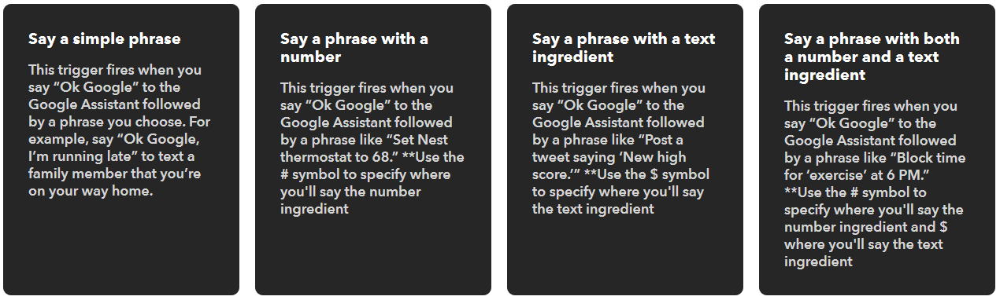 Say a simple phrase
This trigger fires when you
say “Ok Google” to the
Google Assistant followed
by a phrase you choose. For
example, say “Ok Google,
I’m running late” to text a
family member that you’re
on your way home.
Say a phrase with a
number
This trigger fires when you
say “Ok Google” to the
Google Assistant followed
by a phrase like “Set Nest
thermostat to 68.” **Use the
# symbol to specify where
you'll say the number
ingredient
Say a phrase with a text
ingredient
This trigger fires when you
say “Ok Google” to the
Google Assistant followed
by a phrase like “Post a
tweet saying ‘New high
score.’” **Use the $ symbol
to specify where you'll say
the text ingredient
Say a phrase with both
a number and a text
ingredient
This trigger fires when you
say “Ok Google” to the
Google Assistant followed
by a phrase like “Block time
for ‘exercise’ at 6 PM.”
**Use the # symbol to
specify where you'll say the
number ingredient and $
where you'll say the text
ingredient